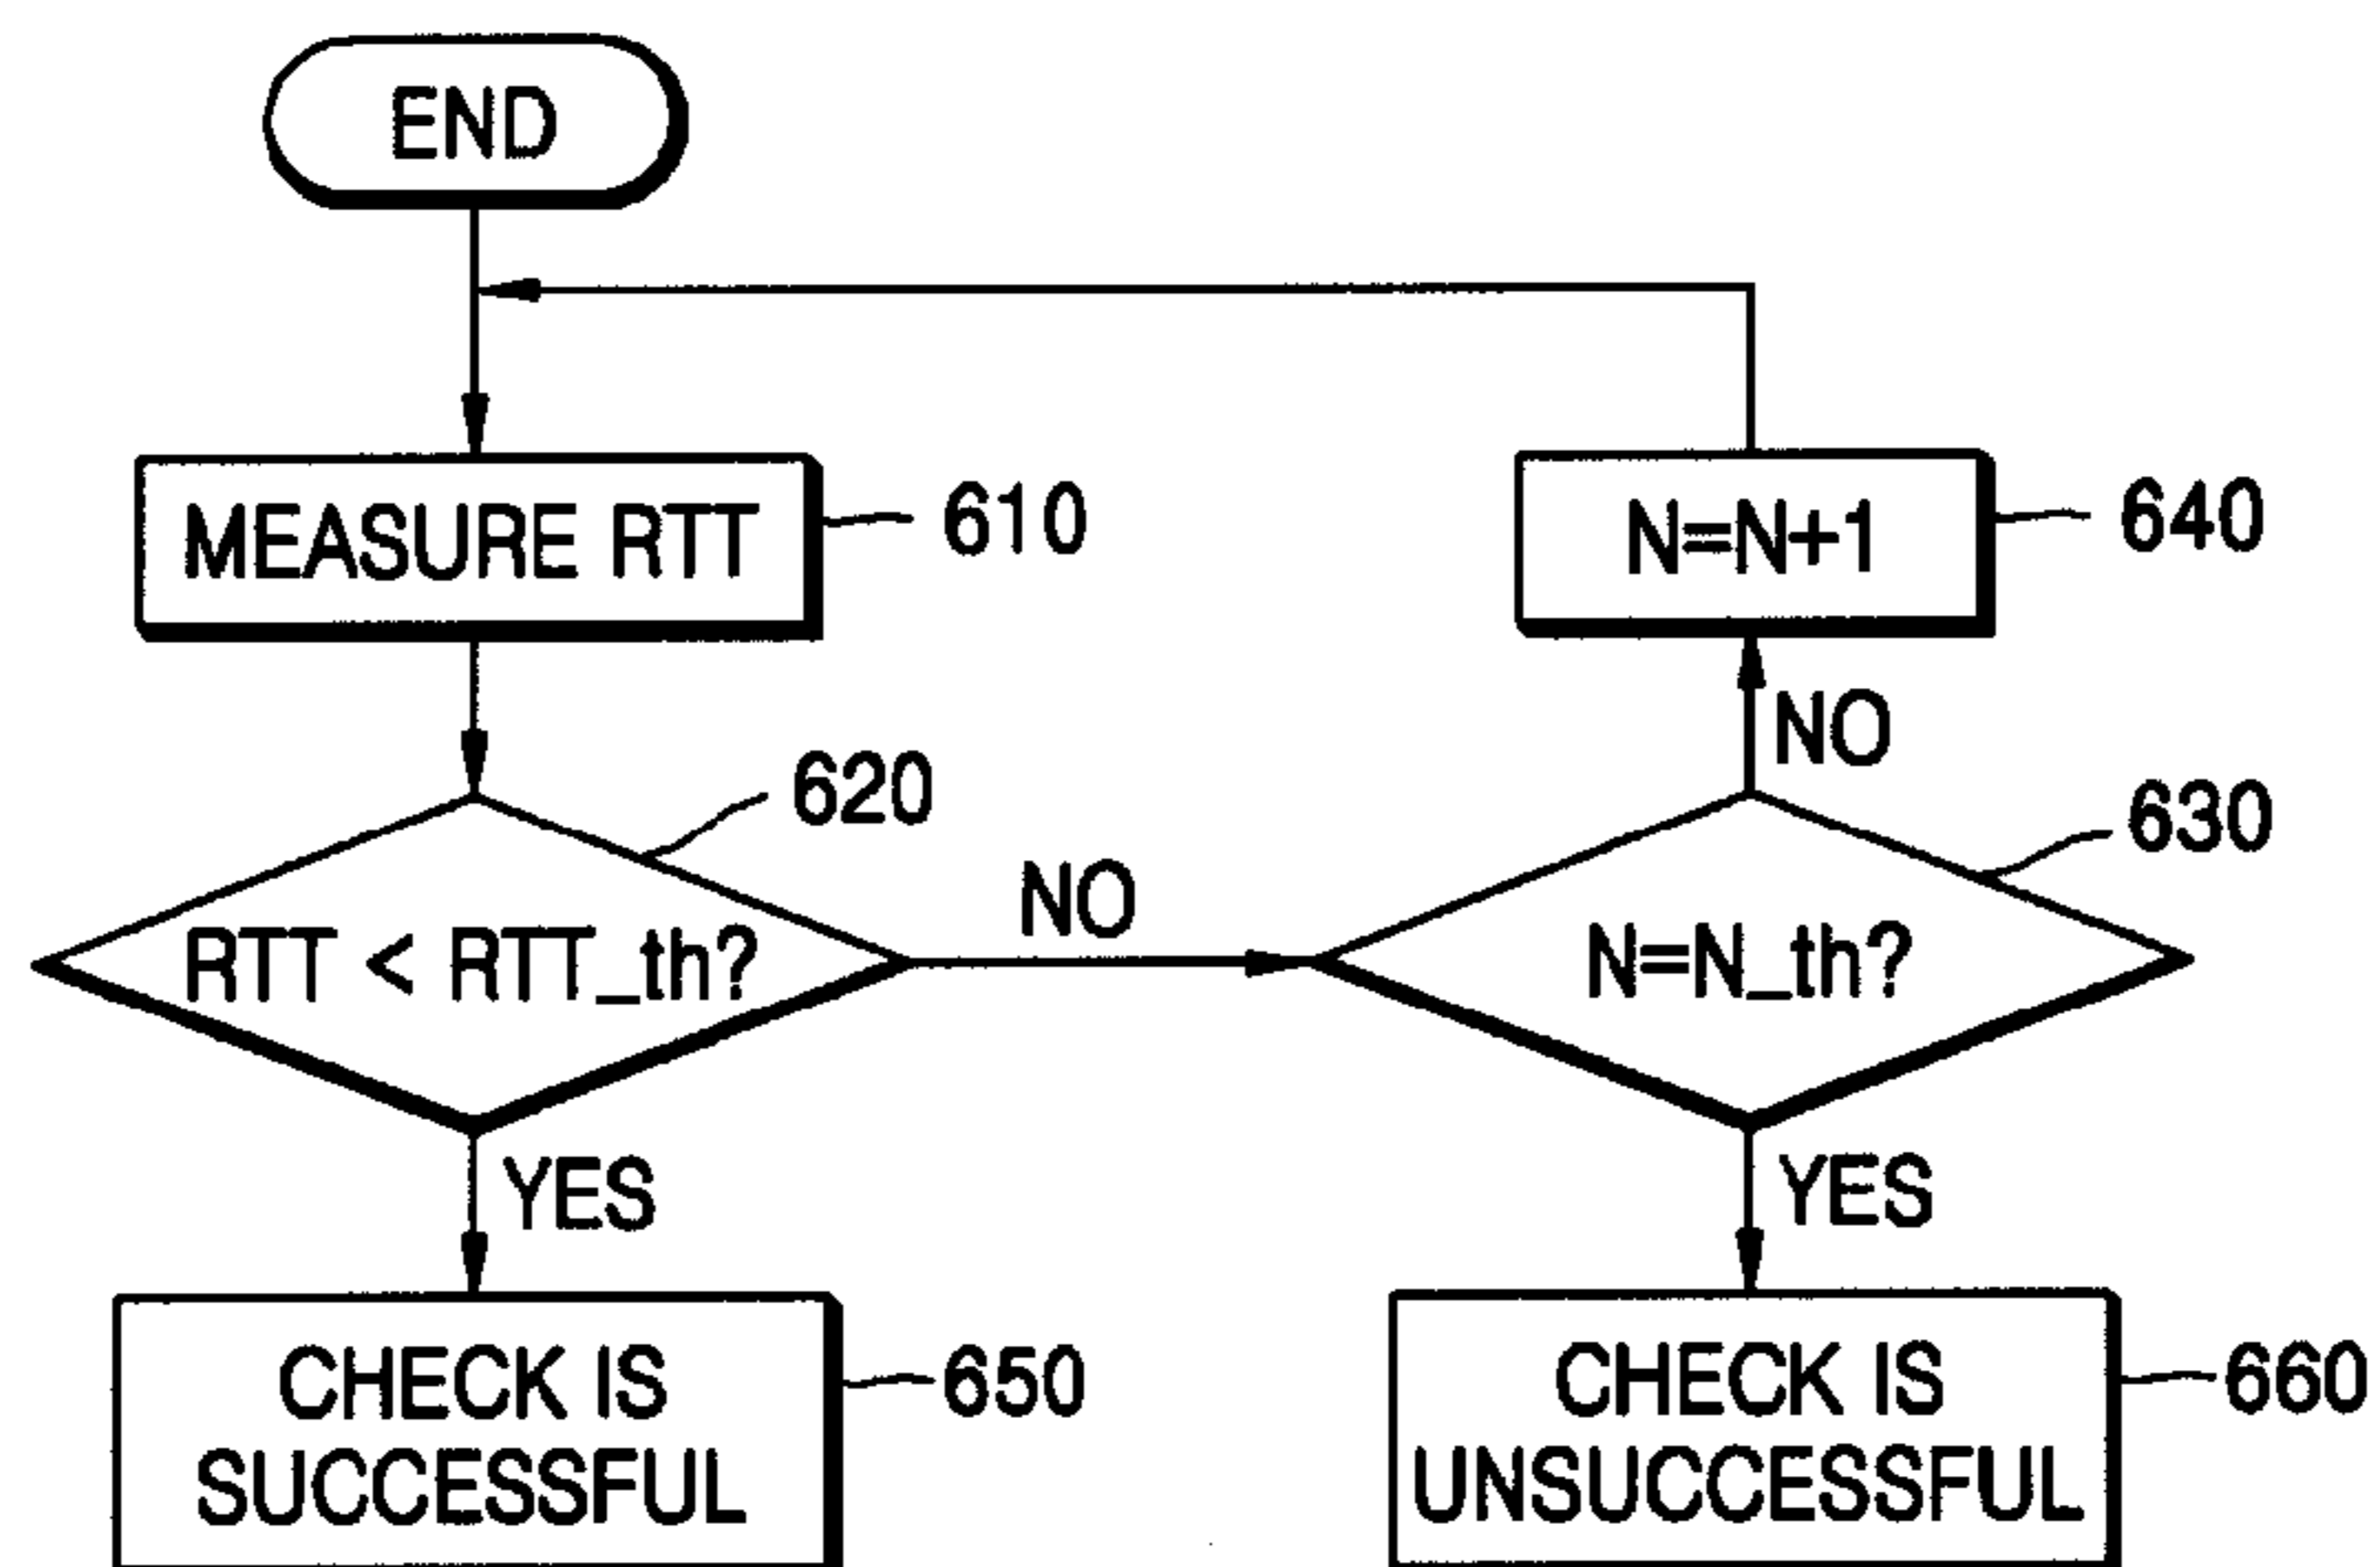 END
MEASURE RTT
610
N=N+1
640
NO
620
630
RTT < RTT_th?
NO
N=N_th?
YES
YES
CHECK IS
SUCCESSFUL
650
CHECK IS
UNSUCCESSFUL
660